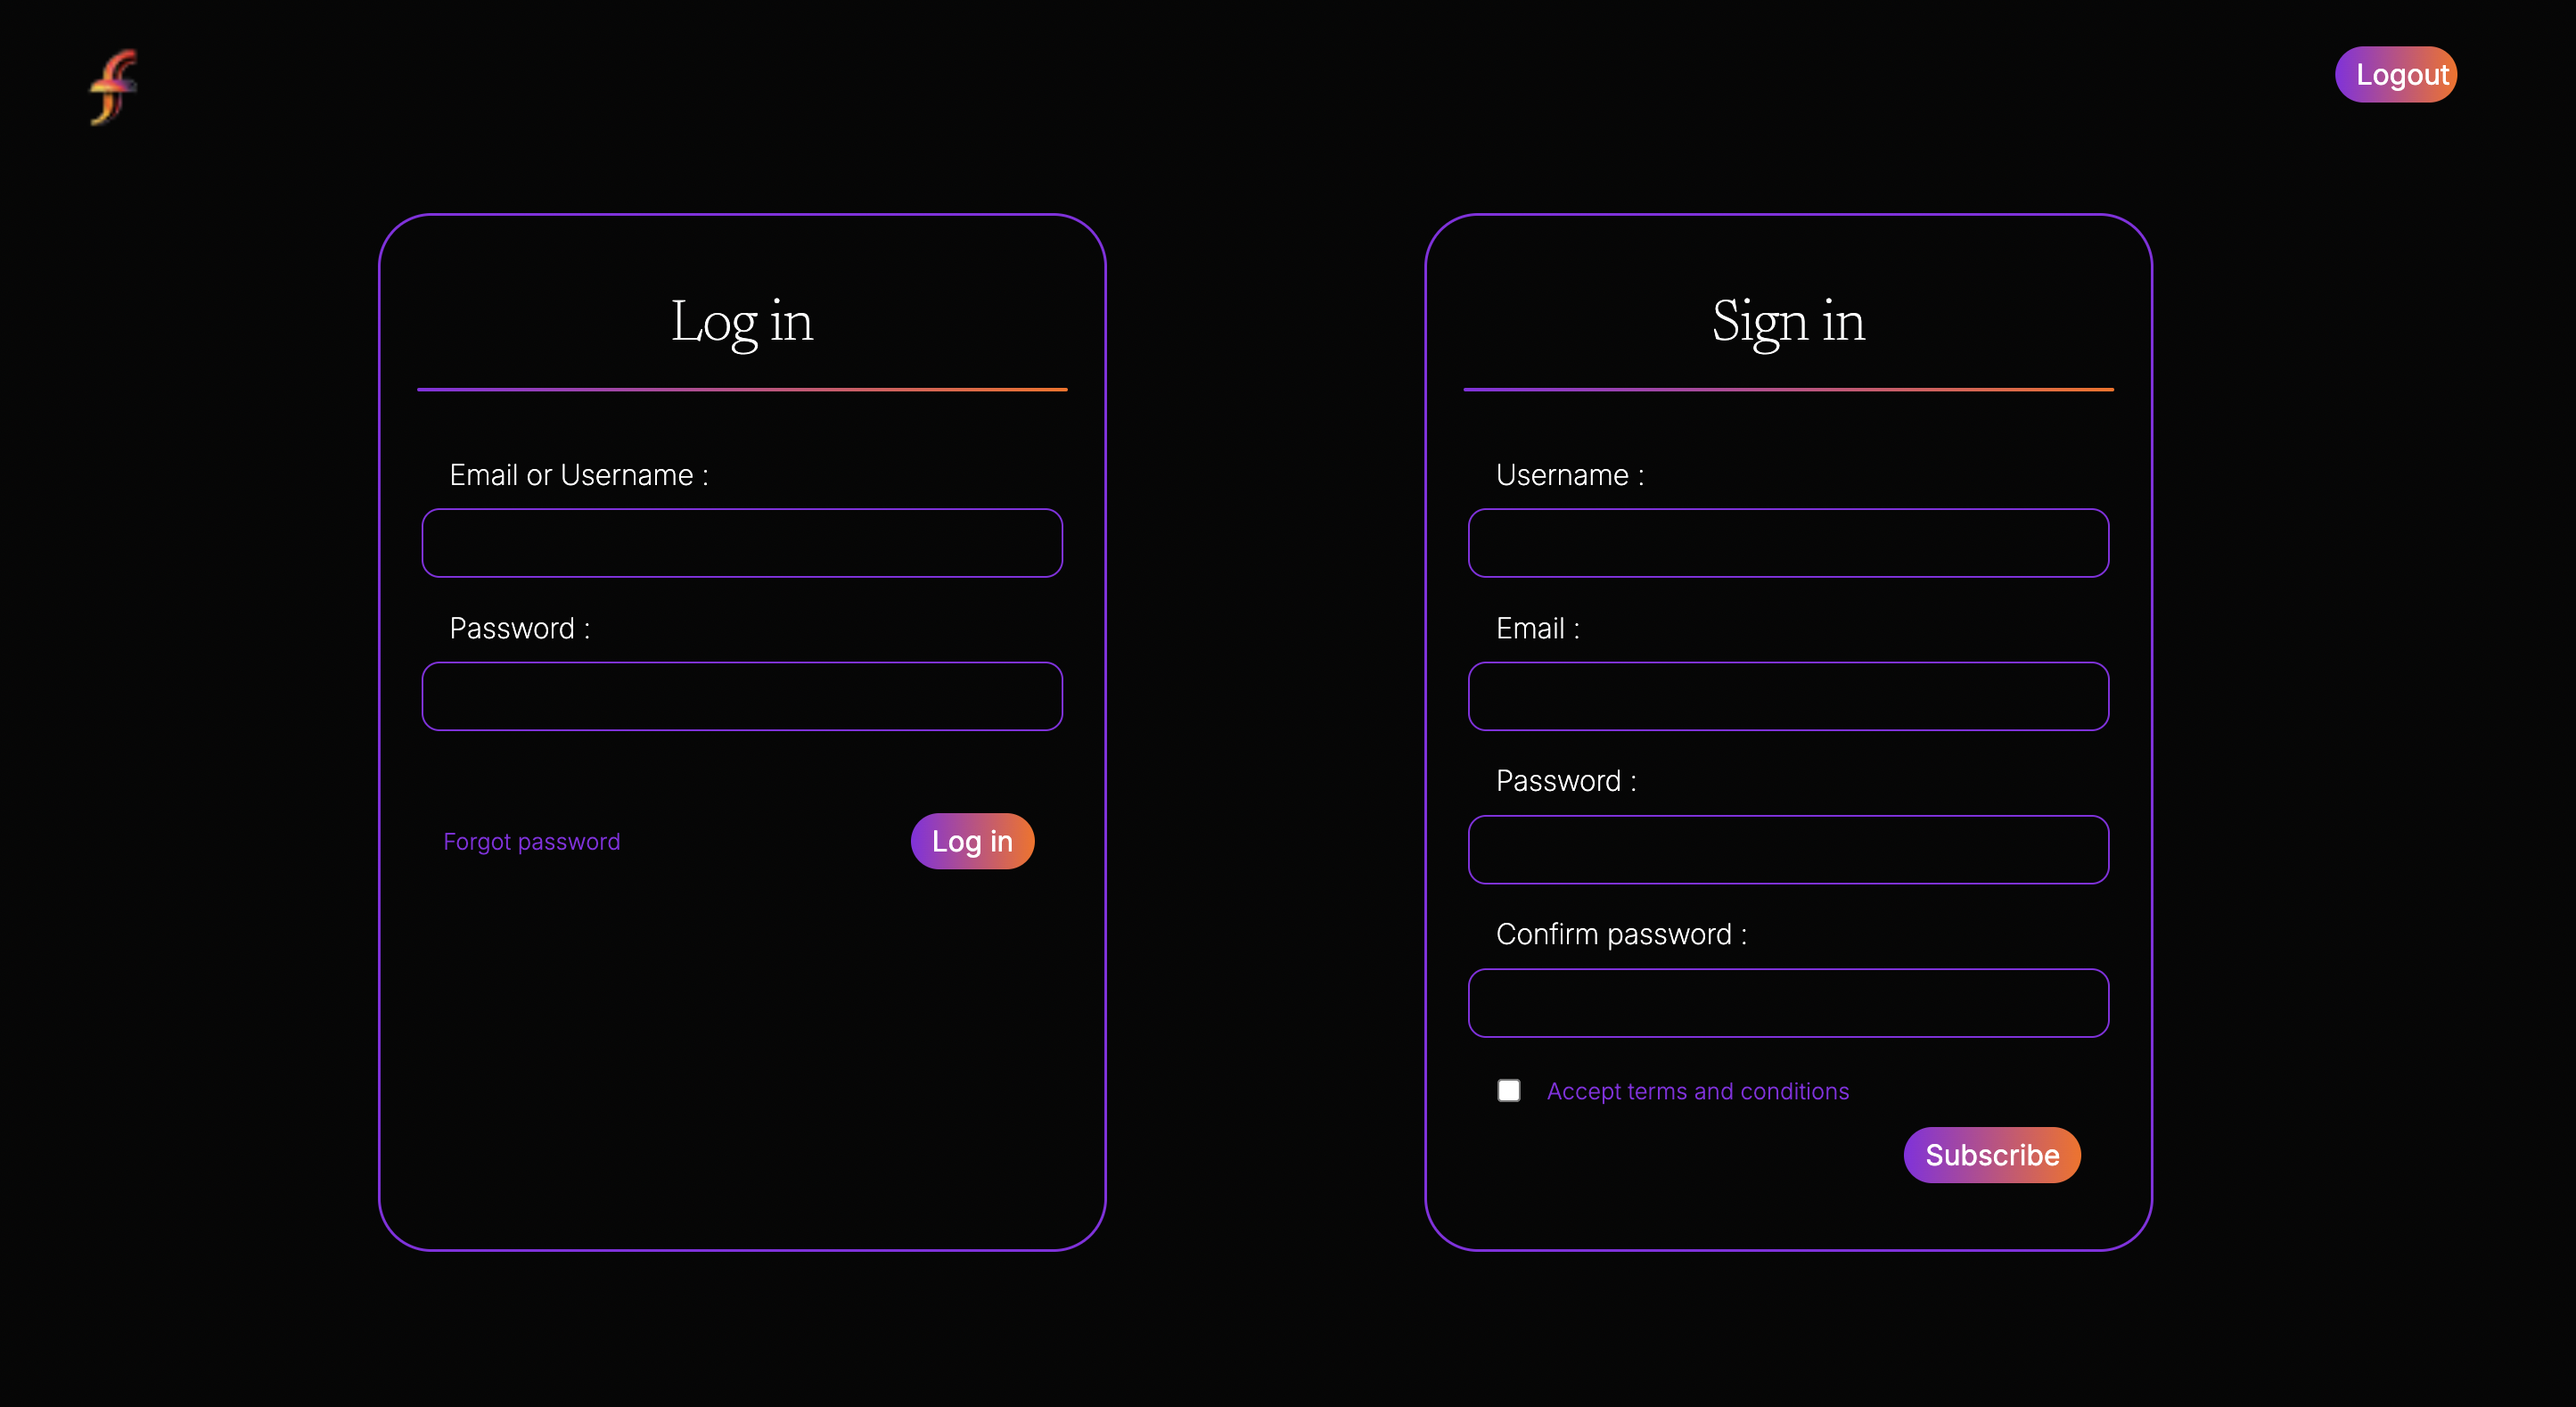 Logout
Log in
Email or Username :
Password :
Forgot password
Log in
Sign in
Username :
Email :
Password :
Confirm password :
Accept terms and conditions
Subscribe